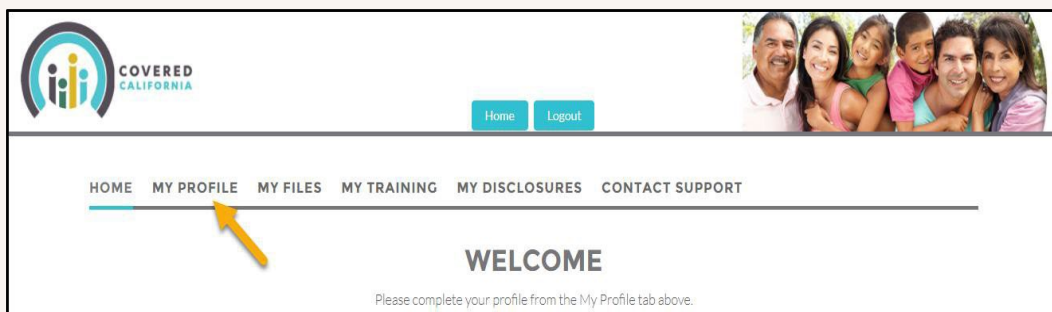 COVERED
CALIFORNIA
Home Logout
HOME MY PROFILE MY FILES MY TRAINING MY DISCLOSURES CONTACT SUPPORT
WELCOME
Please complete your profile from the My Profile tab above.